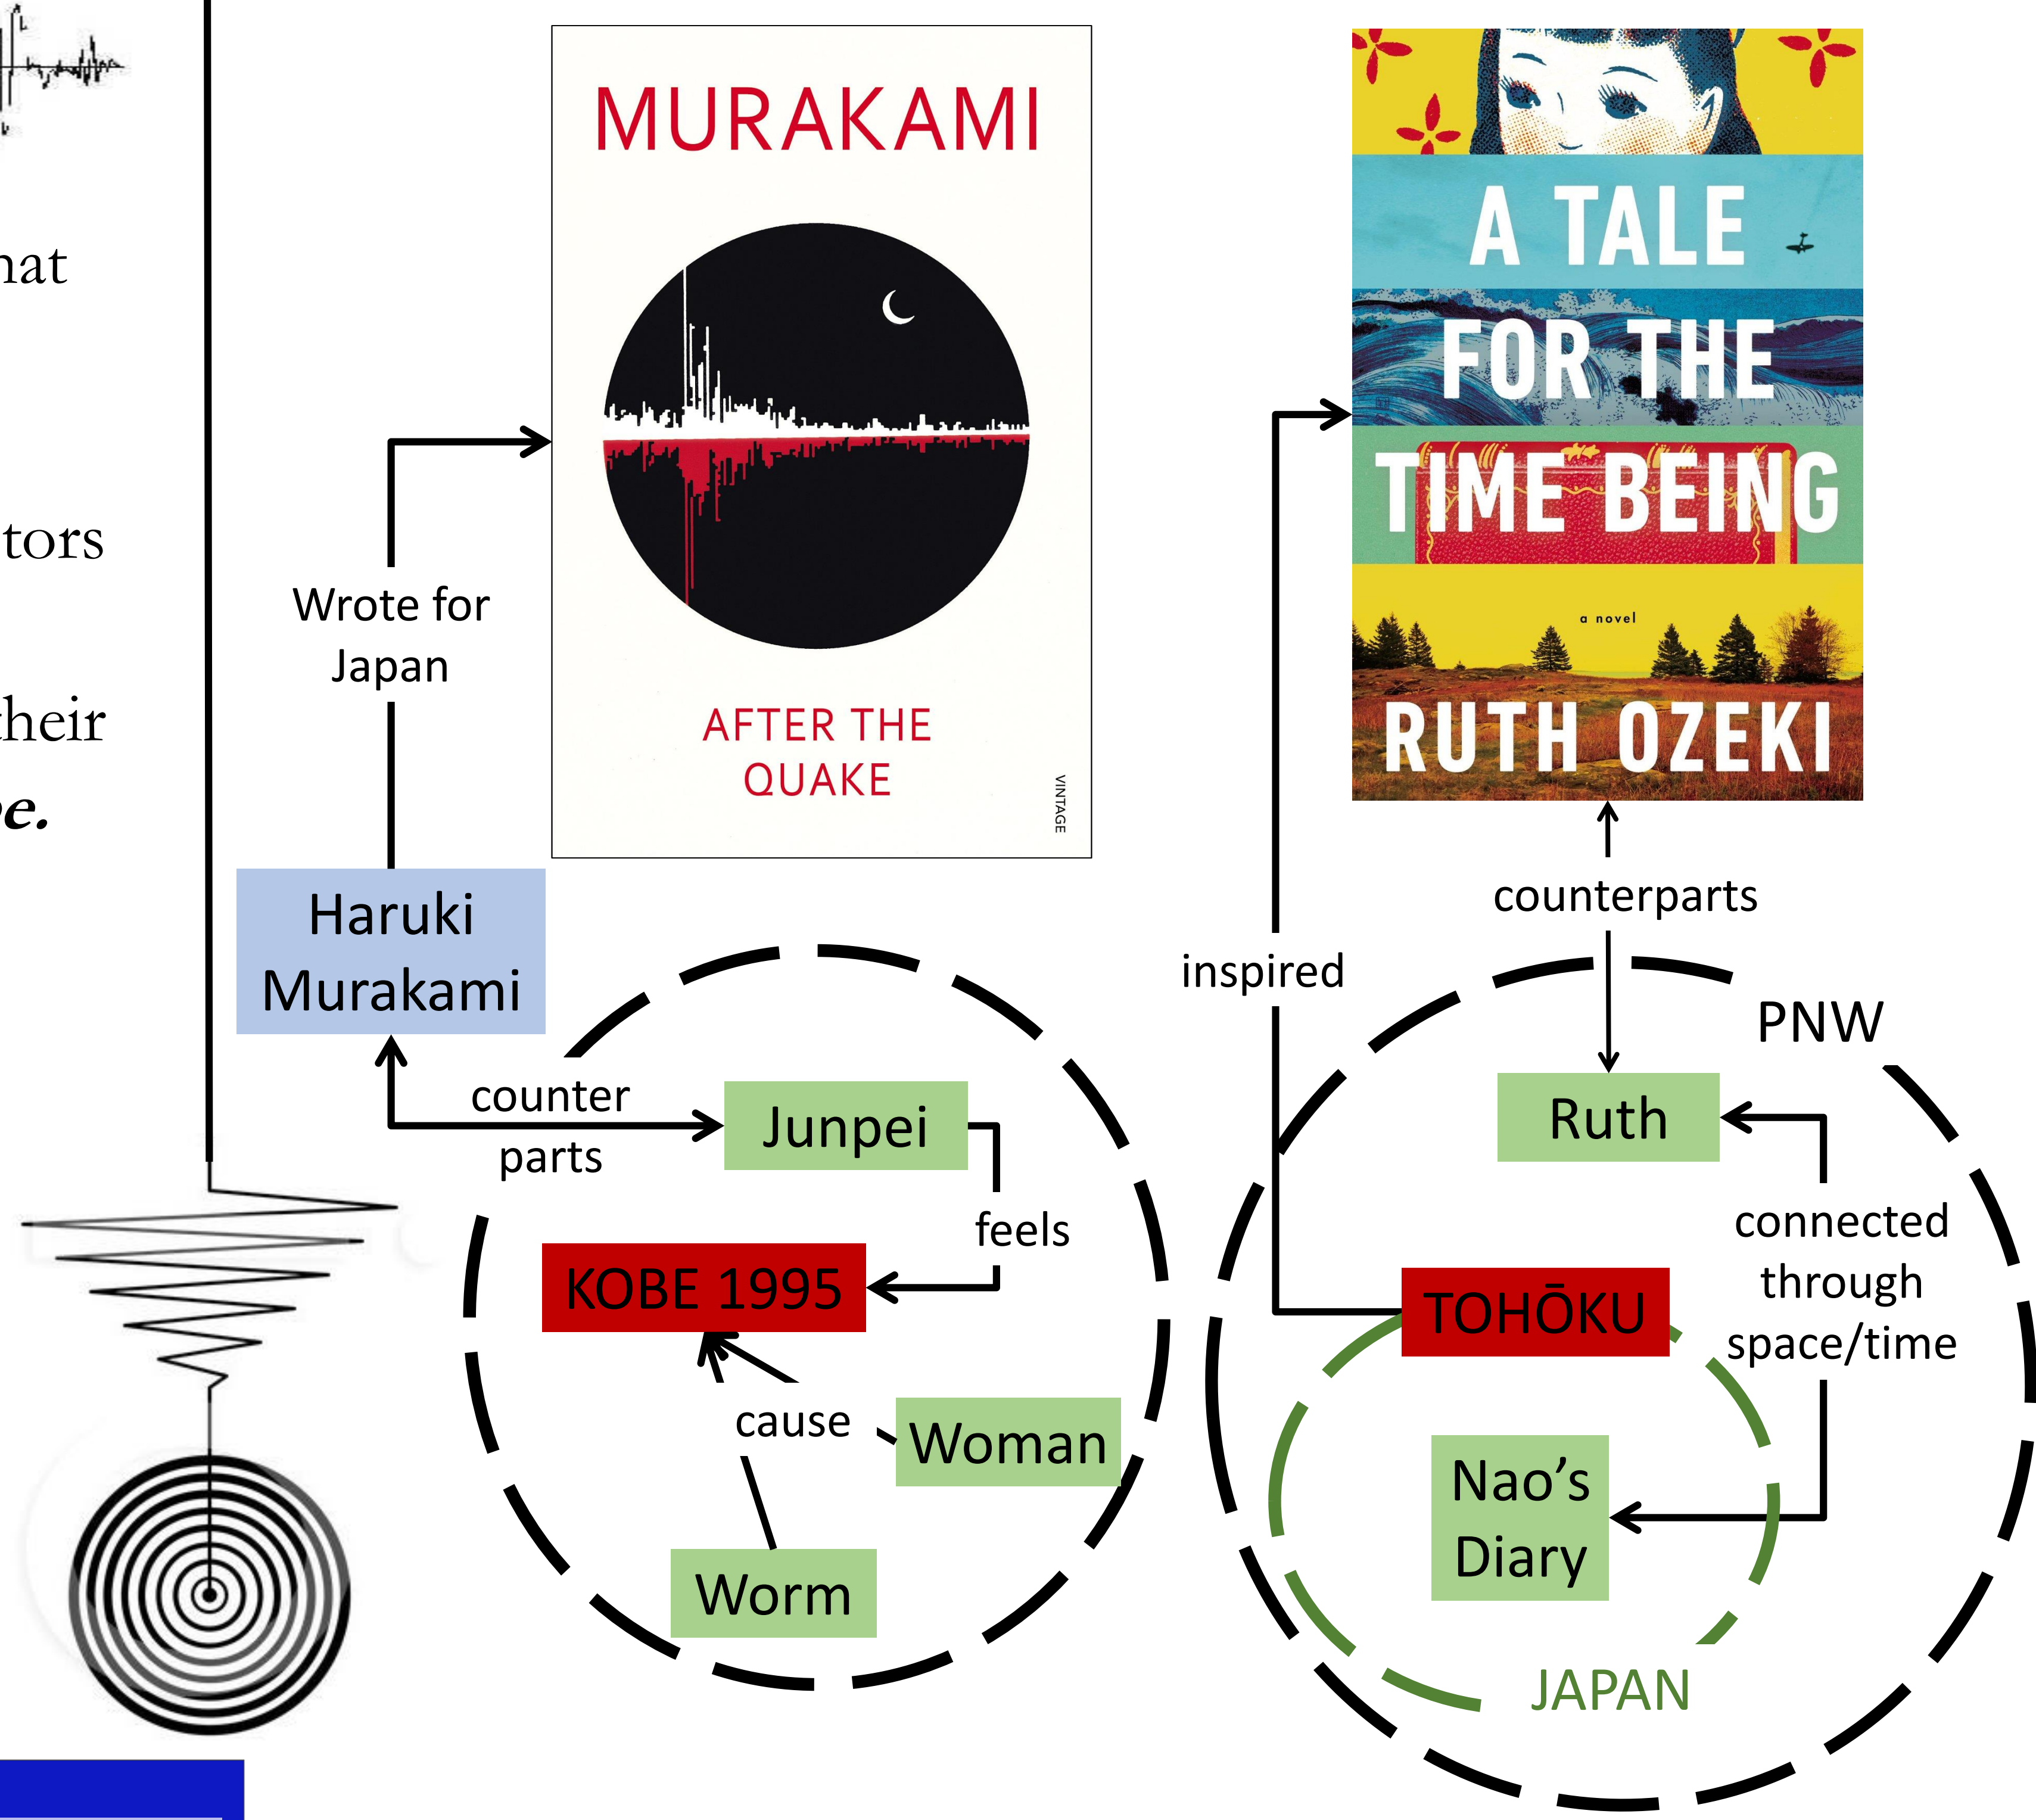 tors
MURAKAMI
AFTER THE
QUAKE
VINTAGE
A TALE
FOR THE
TIME BEING
a novel
RUTH OZEKI
Wrote for
Japan
Haruki
Murakami
counter
parts
Junpei
feels
KOBE 1995
cause
Woman
Worm
inspired
counterparts
PNW
Ruth
connected
through
space/time
TOHŌKU
Nao’s
Diary
JAPAN